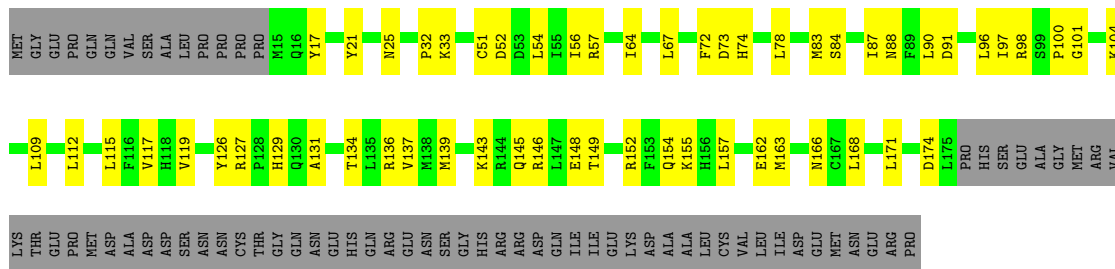 MET GLY GLU PRO PRO GLN GLN VAL SER ALA LEU PRO PRO PRO PRO M15 Q16 Y17 Y21 N25 P32 K33 C51 D52 D53 L54 I55 I56 R57 I64 L67 F72 D73 H74 L78 M83 S84 I87 N88 F89 L90 D91 L96 I97 R98 S99 P100 G101 K104
L109 L112 L115 F116 V117 H118 V119 Y126 R127 P128 H129 Q130 A131 T134 L135 R136 V137 M138 M139 K143 R144 Q145 R146 L147 E148 T149 R152 F153 Q154 K155 H156 L157 E162 M163 N166 C167 L168 L171 D174 L175 PRO HIS SER GLU ALA GLY MET ARG VAL
LYS THR GLU PRO MET ASP ALA ASP ASP SER ASN ASN CYS THR GLY GLN ASN GLU HIS GLN ARG GLU ASN SER GLY HIS ARG ARG ASP GLN ILE ILE GLU LYS ASP ALA ALA LEU CYS VAL LEU ILE ASP GLU MET ASN GLU ARG PRO